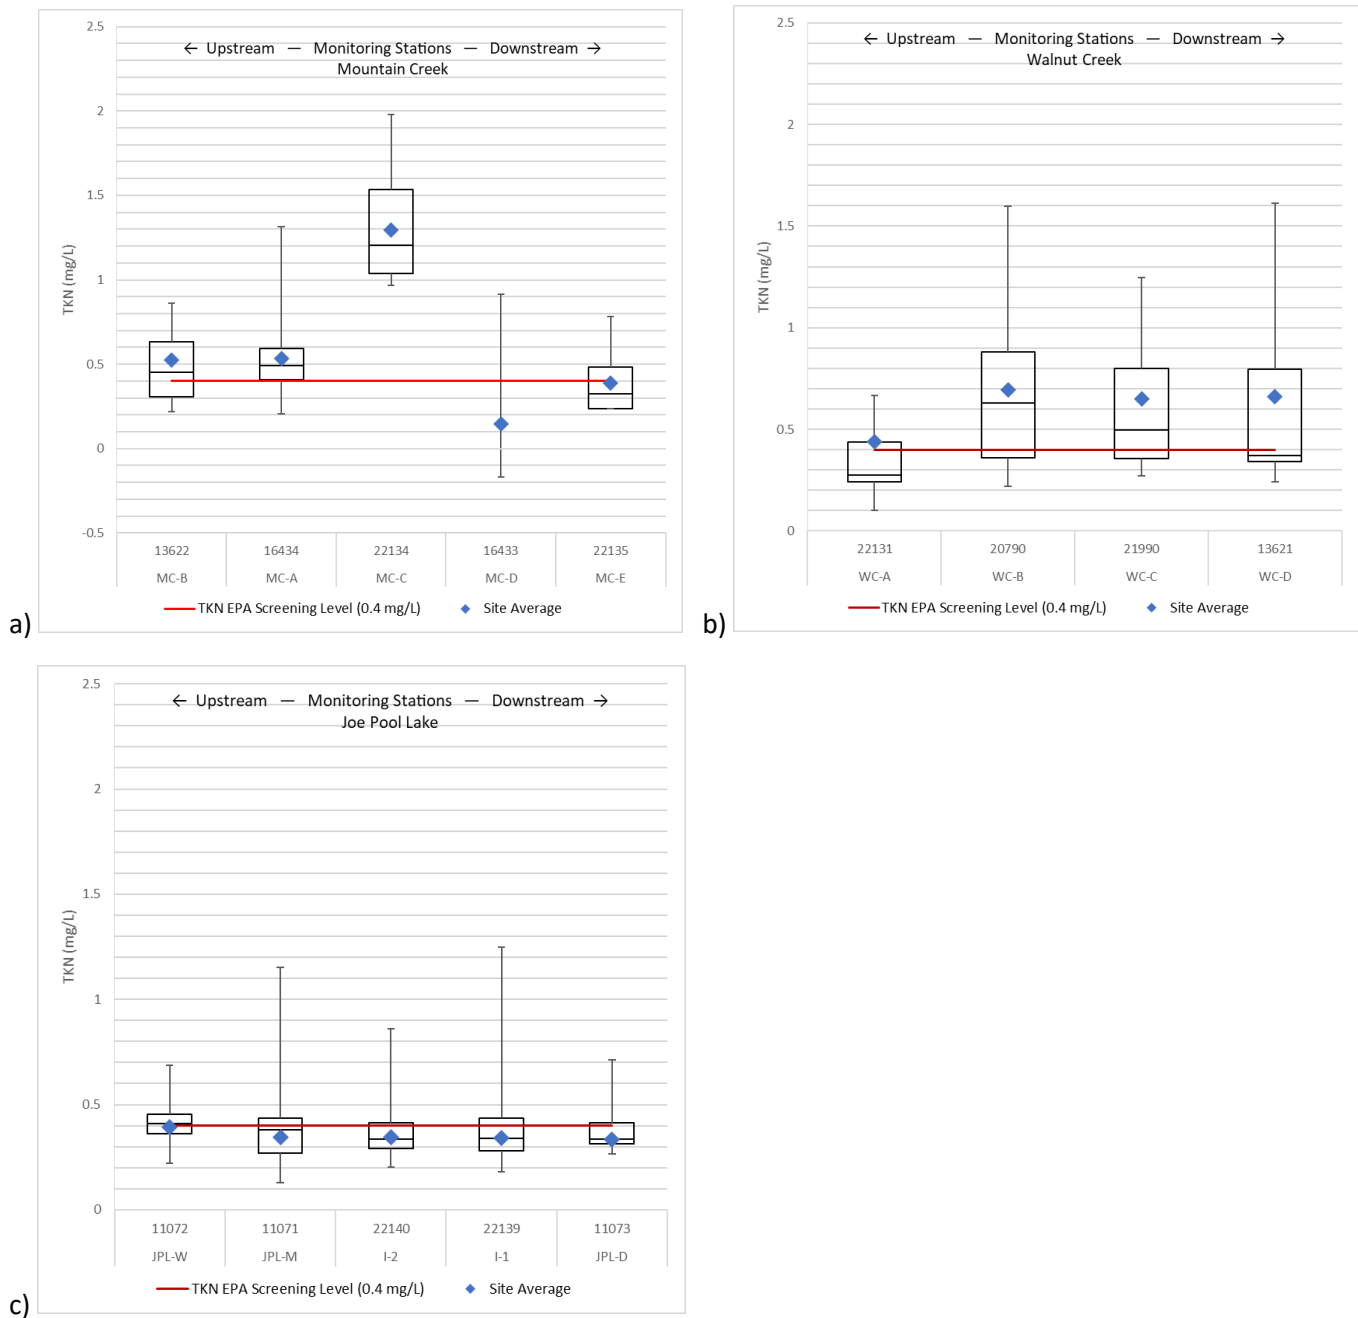 ← Upstream — Monitoring Stations — Downstream →
Mountain Creek
2.5
2
1.5
1
0.5
0
-0.5
TKN (mg/L)
13622 16434 22134 16433 22135
MC-B MC-A MC-C MC-D MC-E
TKN EPA Screening Level (0.4 mg/L) Site Average
a)
← Upstream — Monitoring Stations — Downstream →
Walnut Creek
2.5
2
1.5
1
0.5
0
TKN (mg/L)
22131 20790 21990 13621
WC-A WC-B WC-C WC-D
TKN EPA Screening Level (0.4 mg/L) Site Average
b)
← Upstream — Monitoring Stations — Downstream →
Joe Pool Lake
2.5
2
1.5
1
0.5
0
TKN (mg/L)
11072 11071 22140 22139 11073
JPL-W JPL-M I-2 I-1 JPL-D
TKN EPA Screening Level (0.4 mg/L) Site Average
c)